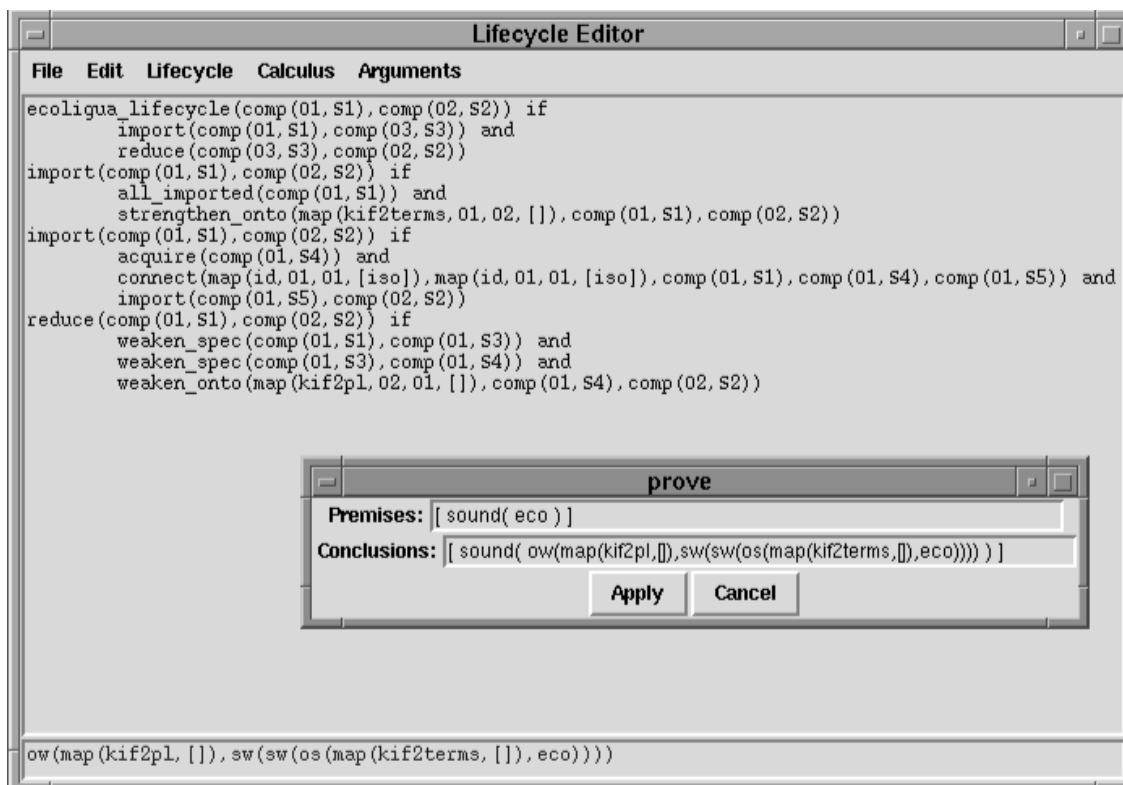 Lifecycle Editor
File Edit Lifecycle Calculus Arguments
ecoligua_lifecycle(comp(O1,S1),comp(O2,S2)) if
import(comp(O1,S1),comp(O3,S3)) and
reduce(comp(O3,S3),comp(O2,S2))
import(comp(O1,S1),comp(O2,S2)) if
all_imported(comp(O1,S1)) and
strengthen_onto(map(kif2terms,O1,O2,[]),comp(O1,S1),comp(O2,S2))
import(comp(O1,S1),comp(O2,S2)) if
acquire(comp(O1,S4)) and
connect(map(id,O1,O1,[iso]),map(id,O1,O1,[iso]),comp(O1,S1),comp(O1,S4),comp(O1,S5)) and
import(comp(O1,S5),comp(O2,S2))
reduce(comp(O1,S1),comp(O2,S2)) if
weaken_spec(comp(O1,S1),comp(O1,S3)) and
weaken_spec(comp(O1,S3),comp(O1,S4)) and
weaken_onto(map(kif2pl,O2,O1,[]),comp(O1,S4),comp(O2,S2))
prove
Premises: [ sound( eco ) ]
Conclusions: [ sound( ow(map(kif2pl,[]),sw(sw(os(map(kif2terms,[]),eco)))) ) ]
Apply Cancel
ow(map(kif2pl,[]),sw(sw(os(map(kif2terms,[]),eco))))